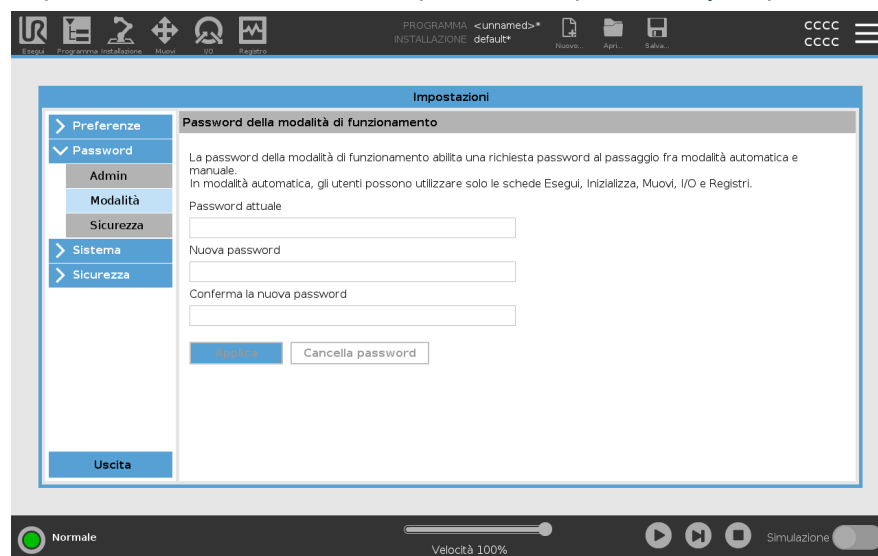 PROGRAMMA <unnamed>*
INSTALLAZIONE default*
CCCC
CCCC
Esegui Programma Installazione Muovi I/O Registro Nuovo... Apri... Salva...
Impostazioni
Preferenze
Password
Admin
Modalità
Sicurezza
Sistema
Sicurezza
Uscita
Password della modalità di funzionamento
La password della modalità di funzionamento abilita una richiesta password al passaggio fra modalità automatica e
manuale.
In modalità automatica, gli utenti possono utilizzare solo le schede Esegui, Inizializza, Muovi, I/O e Registri.
Password attuale
Nuova password
Conferma la nuova password
Applica Cancella password
Normale
Velocità 100%
Simulazione